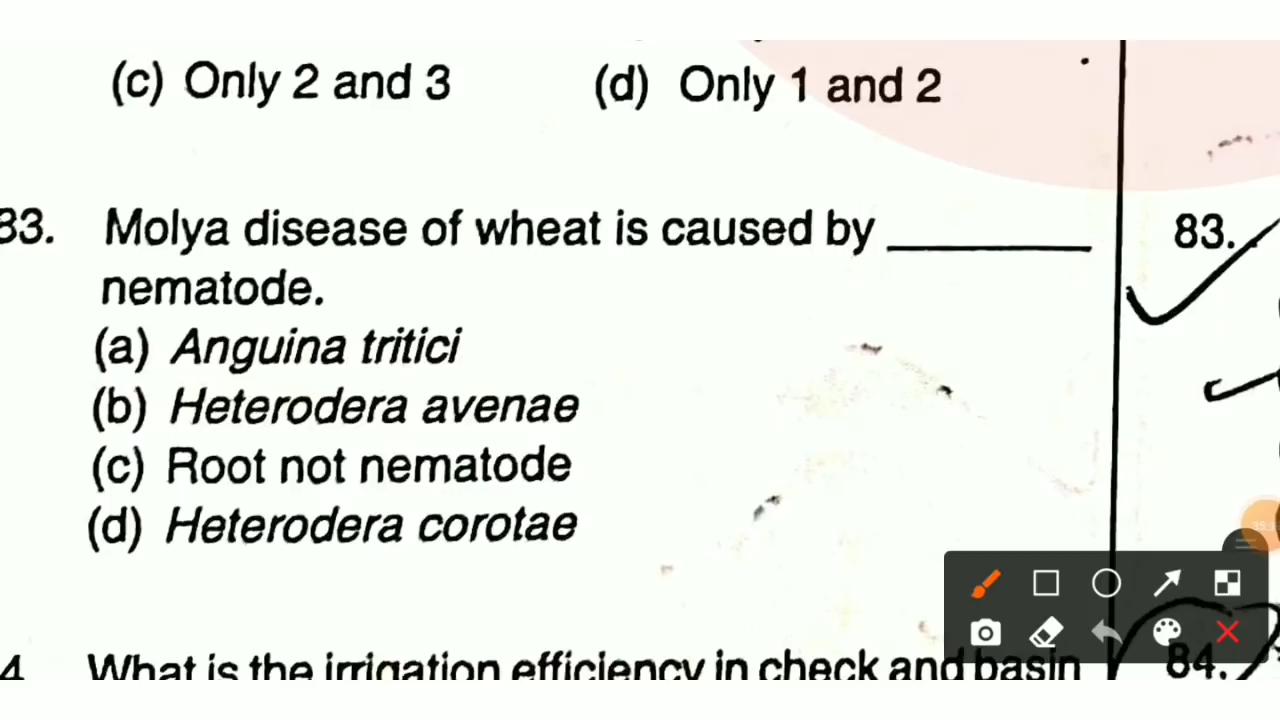 (c) Only 2 and 3 (d) Only 1 and 2
83. Molya disease of wheat is caused by ________ 83.
nematode.
(a) Anguina tritici
(b) Heterodera avenae
(c) Root not nematode
(d) Heterodera corotae
4 What is the irrigation efficiency in check and basin 84.